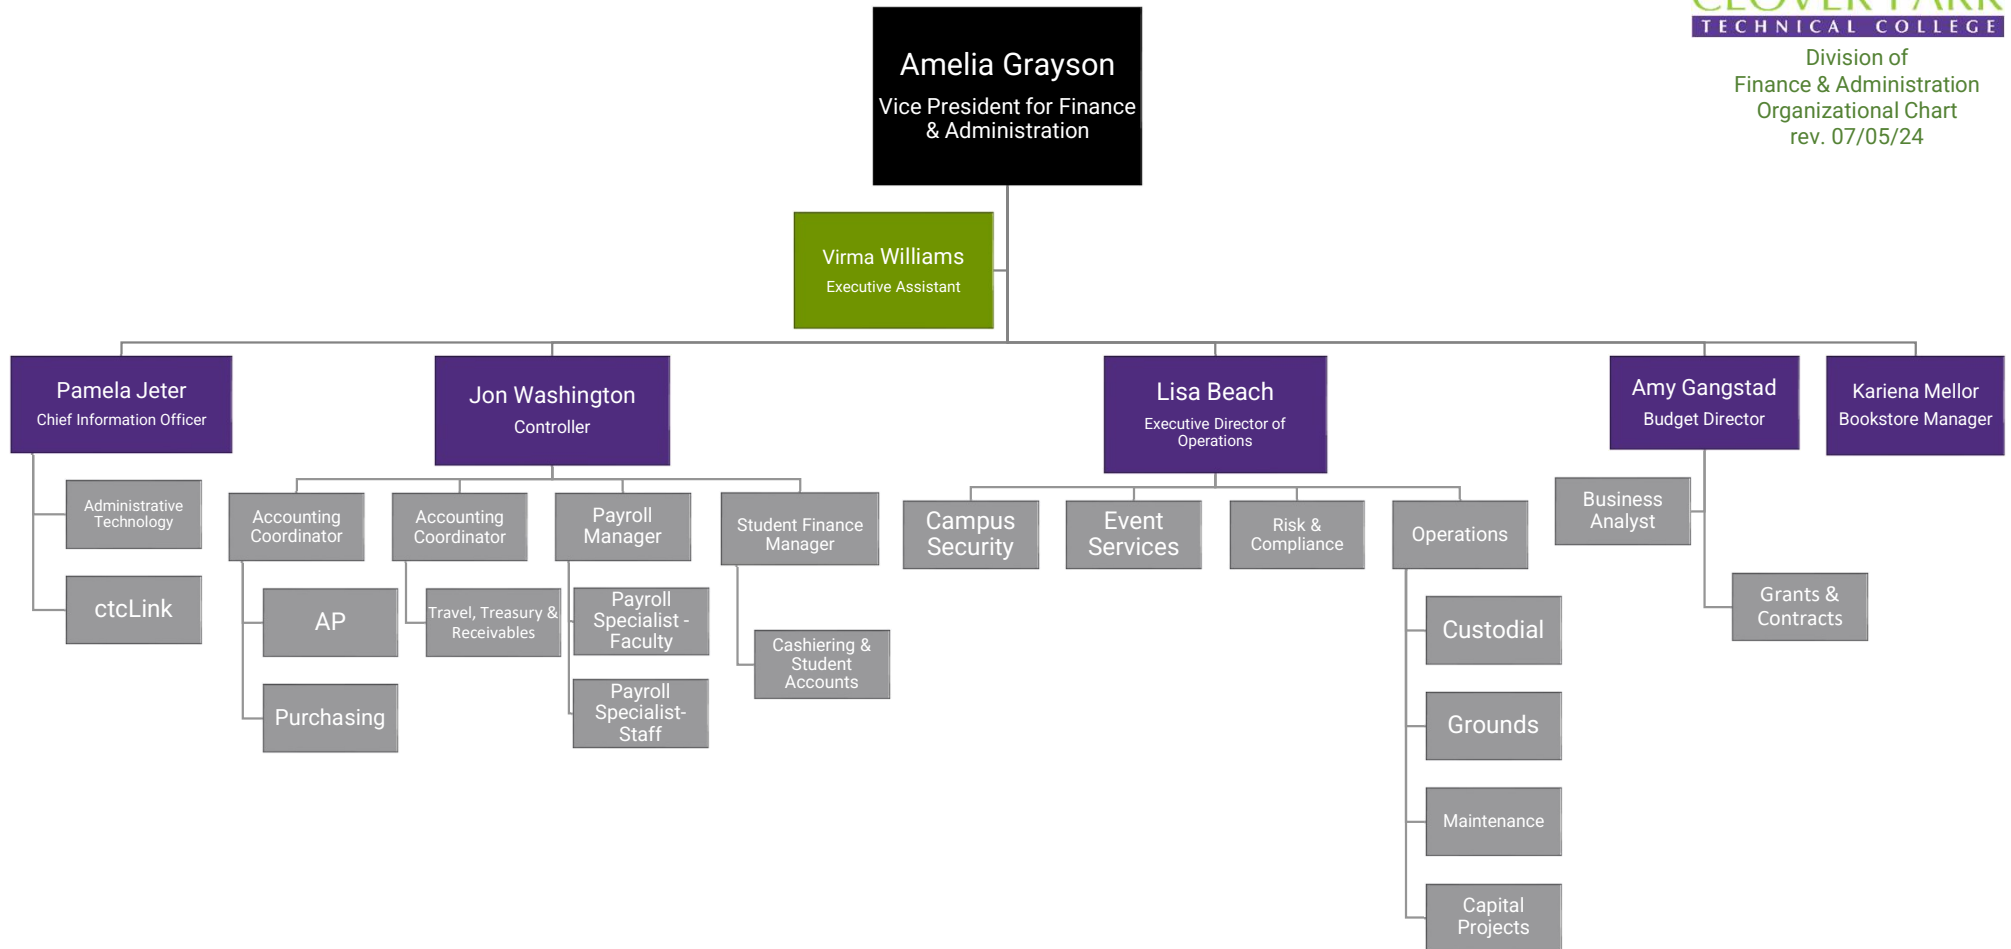 CLOVER PARK
TECHNICAL COLLEGE
Division of
Finance & Administration
Organizational Chart
rev. 07/05/24
Amelia Grayson
Vice President for Finance
& Administration
Virma Williams
Executive Assistant
Pamela Jeter
Chief Information Officer
Jon Washington
Controller
Lisa Beach
Executive Director of
Operations
Amy Gangstad
Budget Director
Kariena Mellor
Bookstore Manager
Administrative
Technology
ctcLink
Accounting
Coordinator
AP
Purchasing
Accounting
Coordinator
Travel, Treasury &
Receivables
Payroll
Manager
Payroll
Specialist -
Faculty
Payroll
Specialist-
Staff
Student Finance
Manager
Cashiering &
Student
Accounts
Campus
Security
Event
Services
Risk &
Compliance
Operations
Custodial
Grounds
Maintenance
Capital
Projects
Business
Analyst
Grants &
Contracts